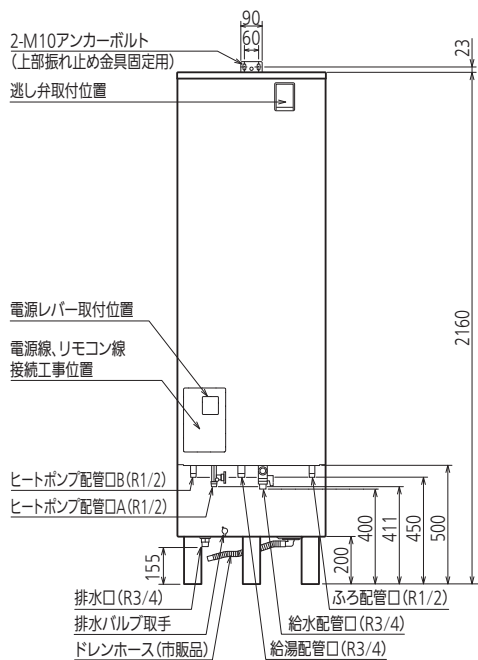 90
60
2-M10アンカーボルト
(上部振れ止め金具固定用)
23
逃し弁取付位置
2160
電源レバー取付位置
電源線、リモコン線
接続工事位置
ヒートポンプ配管口B(R1/2)
ヒートポンプ配管口A(R1/2)
155
200
400
411
450
500
排水口(R3/4)
ふろ配管口(R1/2)
排水バルブ取手
給水配管口(R3/4)
ドレンホース(市販品)
給湯配管口(R3/4)